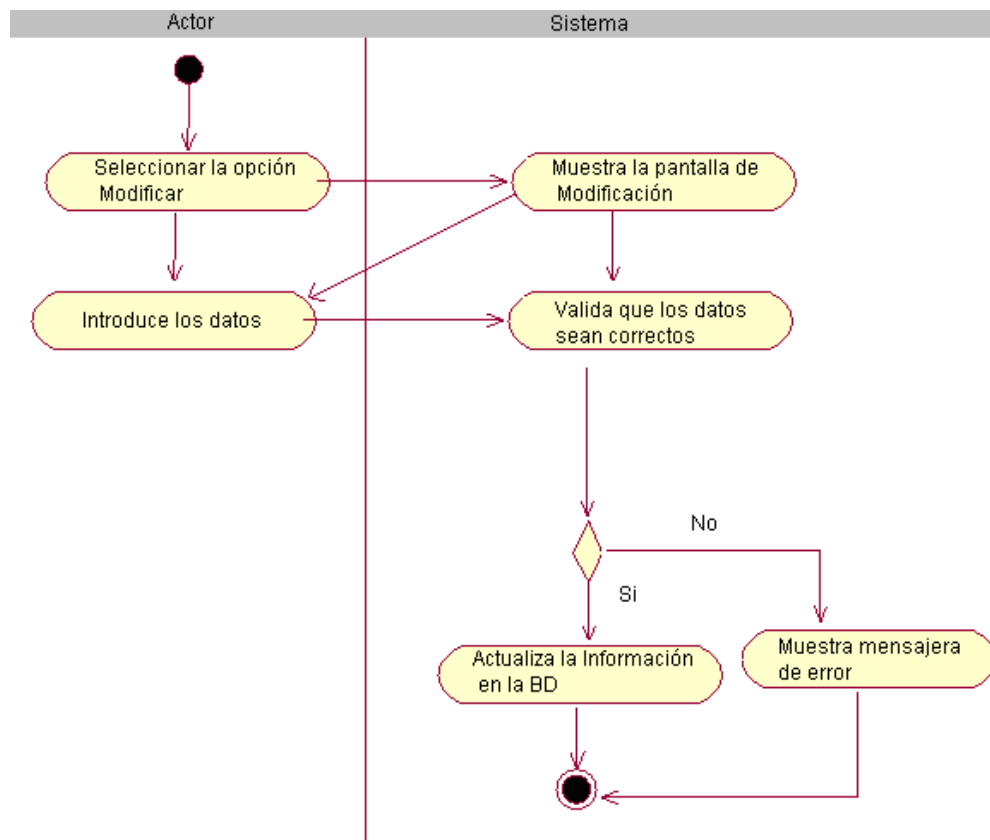 Actor
Sistema
Seleccionar la opción
Modificar
Muestra la pantalla de
Modificación
Introduce los datos
Valida que los datos
sean correctos
No
Si
Actualiza la Información
en la BD
Muestra mensajera
de error